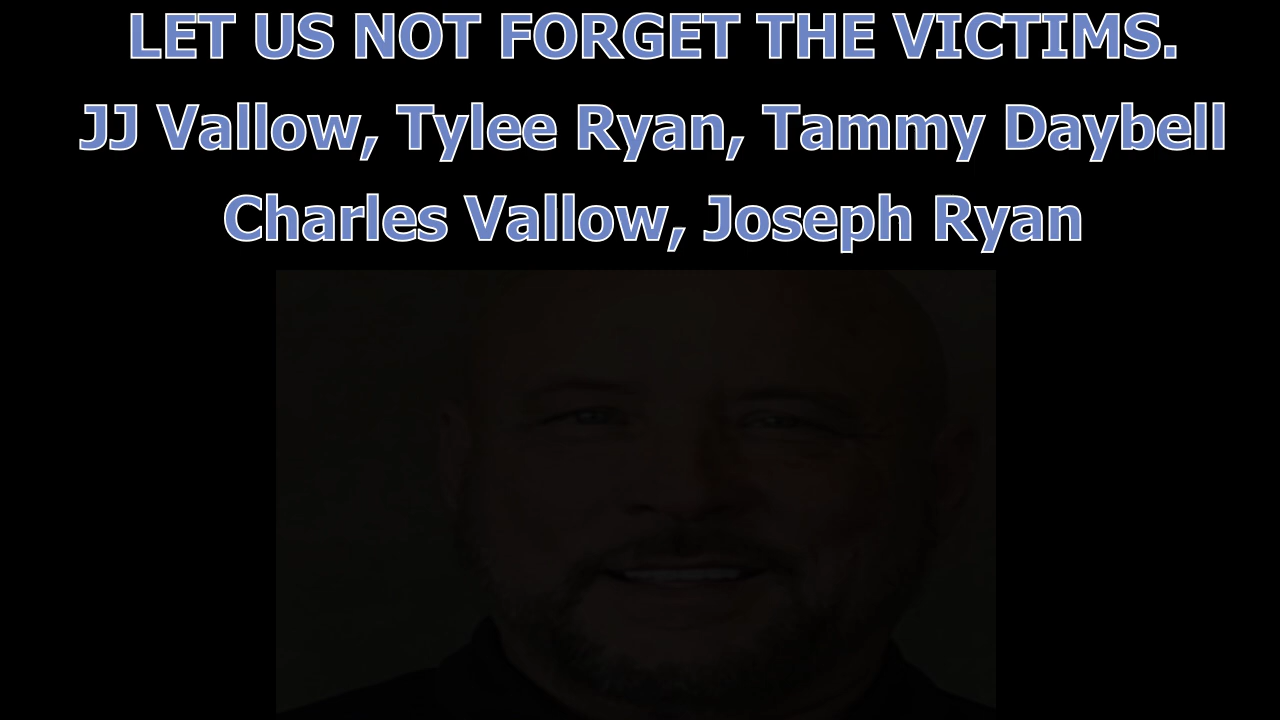 LET US NOT FORGET THE VICTIMS.
JJ Vallow, Tylee Ryan, Tammy Daybell
Charles Vallow, Joseph Ryan